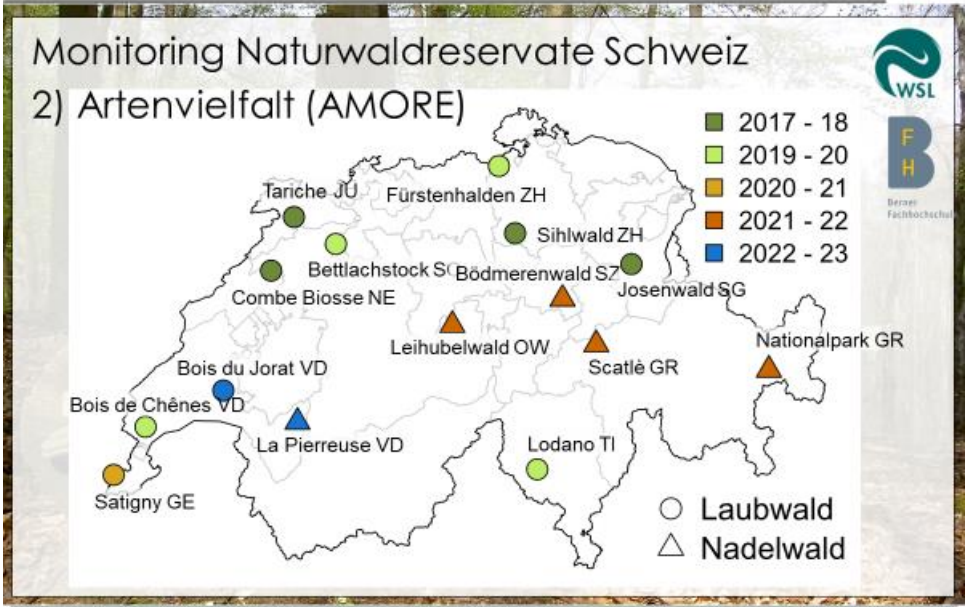 Monitoring Naturwaldreservate Schweiz
2) Artenvielfalt (AMORE)
WSL
B
F
H
Berner
Fachhochschule
2017 - 18
2019 - 20
2020 - 21
2021 - 22
2022 - 23
Tariche JU
Fürstenhalden ZH
Sihlwald ZH
Bettlachstock SO
Bödmerenwald SZ
Combe Biosse NE
Josenwald SG
Leihubelwald OW
Scatlè GR
Nationalpark GR
Bois du Jorat VD
Bois de Chênes VD
La Pierreuse VD
Lodano TI
Satigny GE
Laubwald
Nadelwald